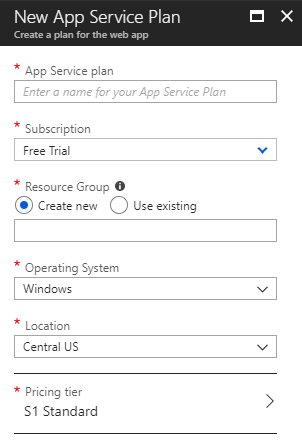 New App Service Plan
Create a plan for the web app
* App Service plan
Enter a name for your App Service Plan
* Subscription
Free Trial
* Resource Group
Create new Use existing
* Operating System
Windows
* Location
Central US
* Pricing tier
S1 Standard